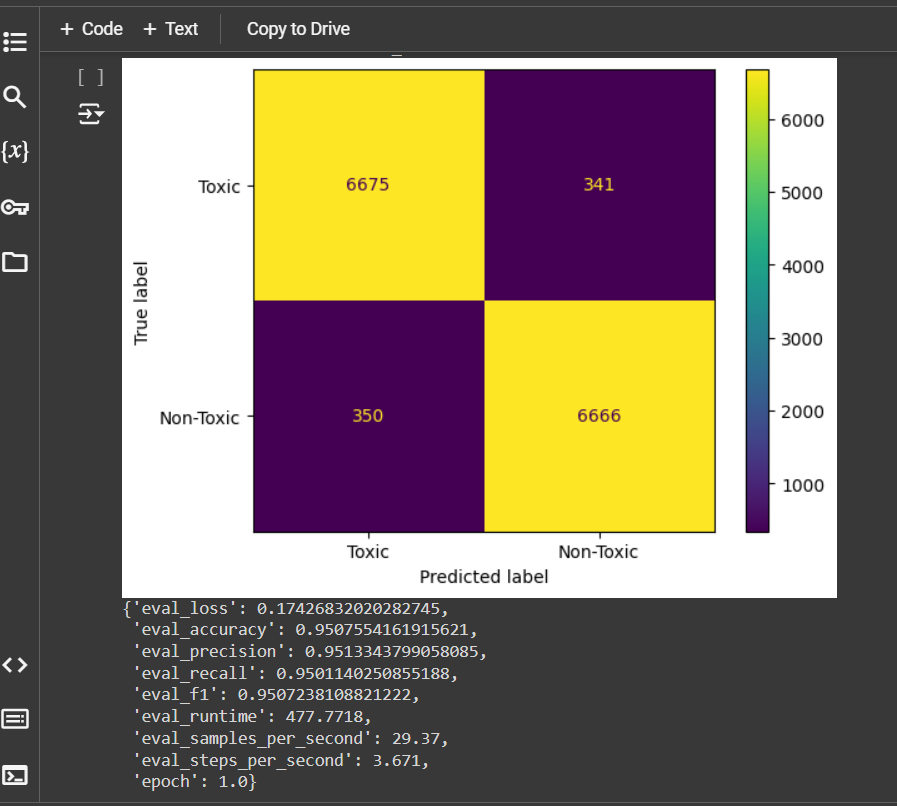 + Code + Text Copy to Drive
[ ]
{x}
Toxic
Non-Toxic
True label
6675 341
350 6666
6000
5000
4000
3000
2000
1000
Toxic Non-Toxic
Predicted label
{'eval_loss': 0.17426832020282745,
'eval_accuracy': 0.9507554161915621,
'eval_precision': 0.9513343799058085,
'eval_recall': 0.9501140250855188,
'eval_f1': 0.9507238108821222,
'eval_runtime': 477.7718,
'eval_samples_per_second': 29.37,
'eval_steps_per_second': 3.671,
'epoch': 1.0}